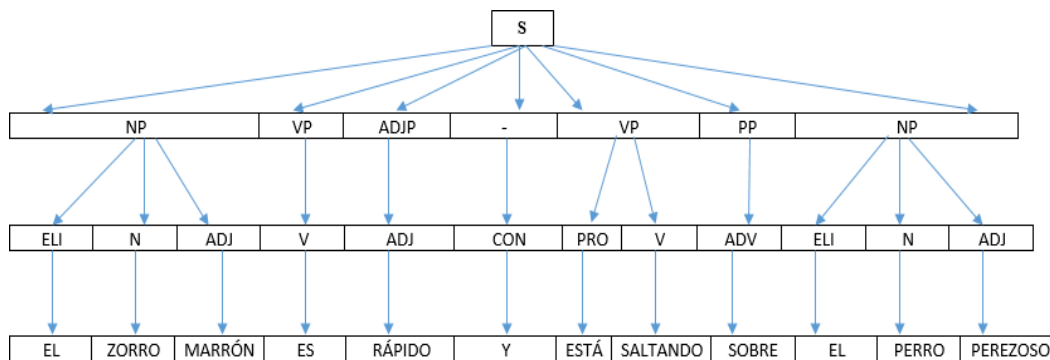 S
NP VP ADJP - VP PP NP
ELI N ADJ V ADJ CON PRO V ADV ELI N ADJ
EL ZORRO MARRÓN ES RÁPIDO Y ESTÁ SALTANDO SOBRE EL PERRO PEREZOSO